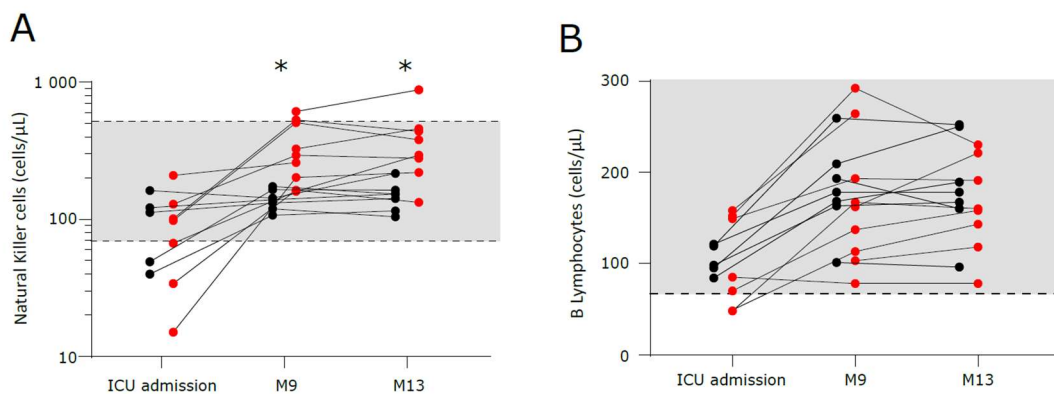 A
Natural Killer cells (cells/μL)
1 000
100
10
*
*
ICU admission
M9
M13
B
B Lymphocytes (cells/μL)
300
200
100
0
ICU admission
M9
M13